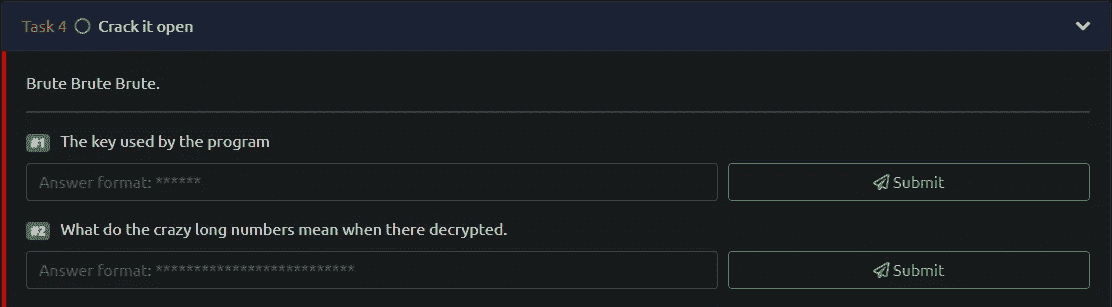 Task 4 Crack it open
Brute Brute Brute.
#1 The key used by the program
Answer format: ****** Submit
#2 What do the crazy long numbers mean when there decrypted.
Answer format: ************************** Submit